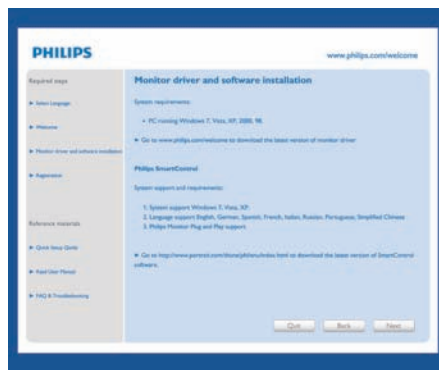 PHILIPS
www.philips.com/welcome
Required steps
Select Language
Welcome
Monitor driver and software installation
Registration
Reference materials
Quick Setup Guide
Read User Manual
FAQ & Troubleshooting
Monitor driver and software installation
System requirements:
• PC running Windows 7, Vista, XP, 2000, 98.
Go to www.philips.com/welcome to download the latest version of monitor driver
Philips SmartControl
System support and requirements:
1. System support Windows 7, Vista, XP.
2. Language support English, German, Spanish, French, Italian, Russian, Portuguese, Simplified Chinese
3. Philips Monitor Plug and Play support
Go to to download the latest version of SmartControl
software.
Quit Back Next